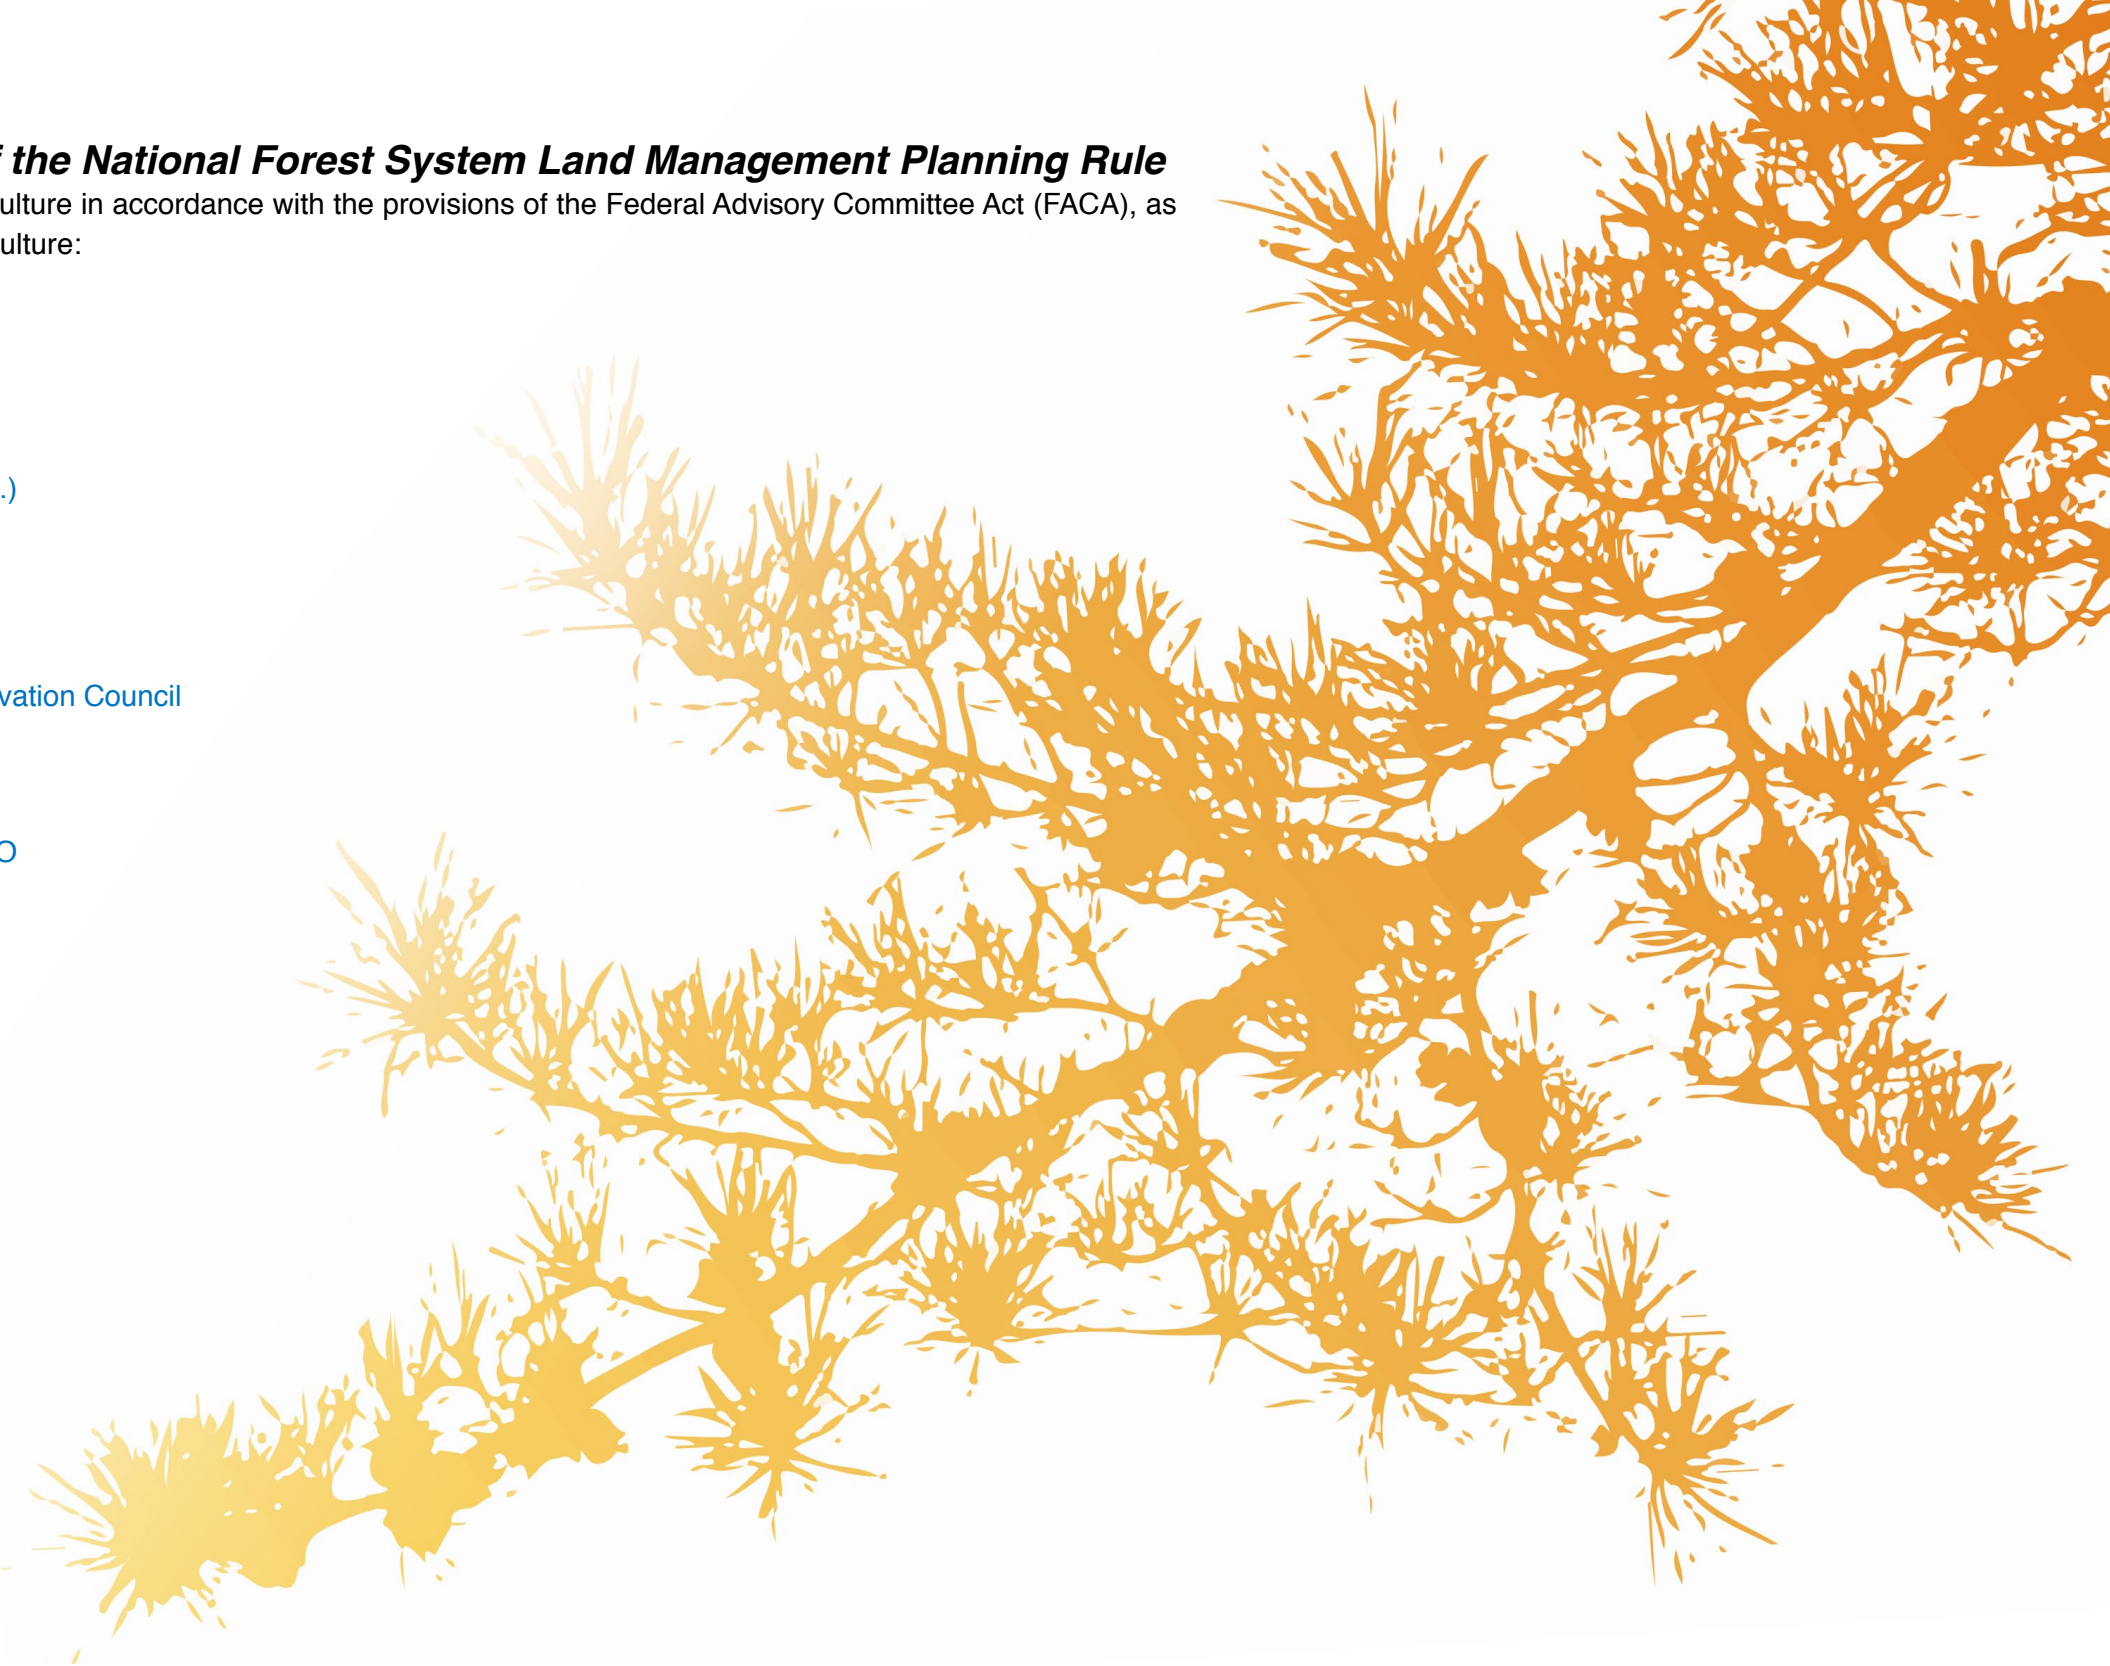 f the National Forest System Land Management Planning Rule
ulture in accordance with the provisions of the Federal Advisory Committee Act (FACA), as
ulture:
.)
vation Council
O